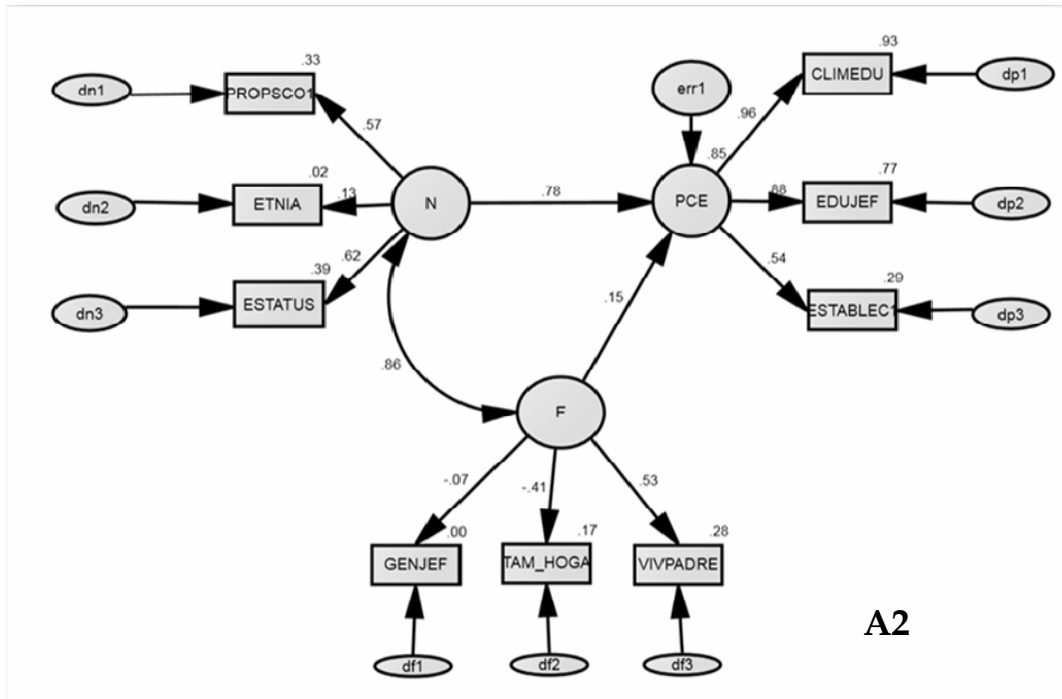 .33
.93
dn1
PROPSCO1
err1
CLIMEDU
dp1
.57
.96
.85
.02
.77
dn2
ETNIA
.13
N
.78
PCE
.88
EDUJEF
dp2
.39
.62
.54
.29
dn3
ESTATUS
.15
ESTABLEC1
dp3
.86
F
-.07
-.41
.53
.00
.17
.28
GENJEF
TAM_HOGA
VIVPADRE
A2
df1
df2
df3